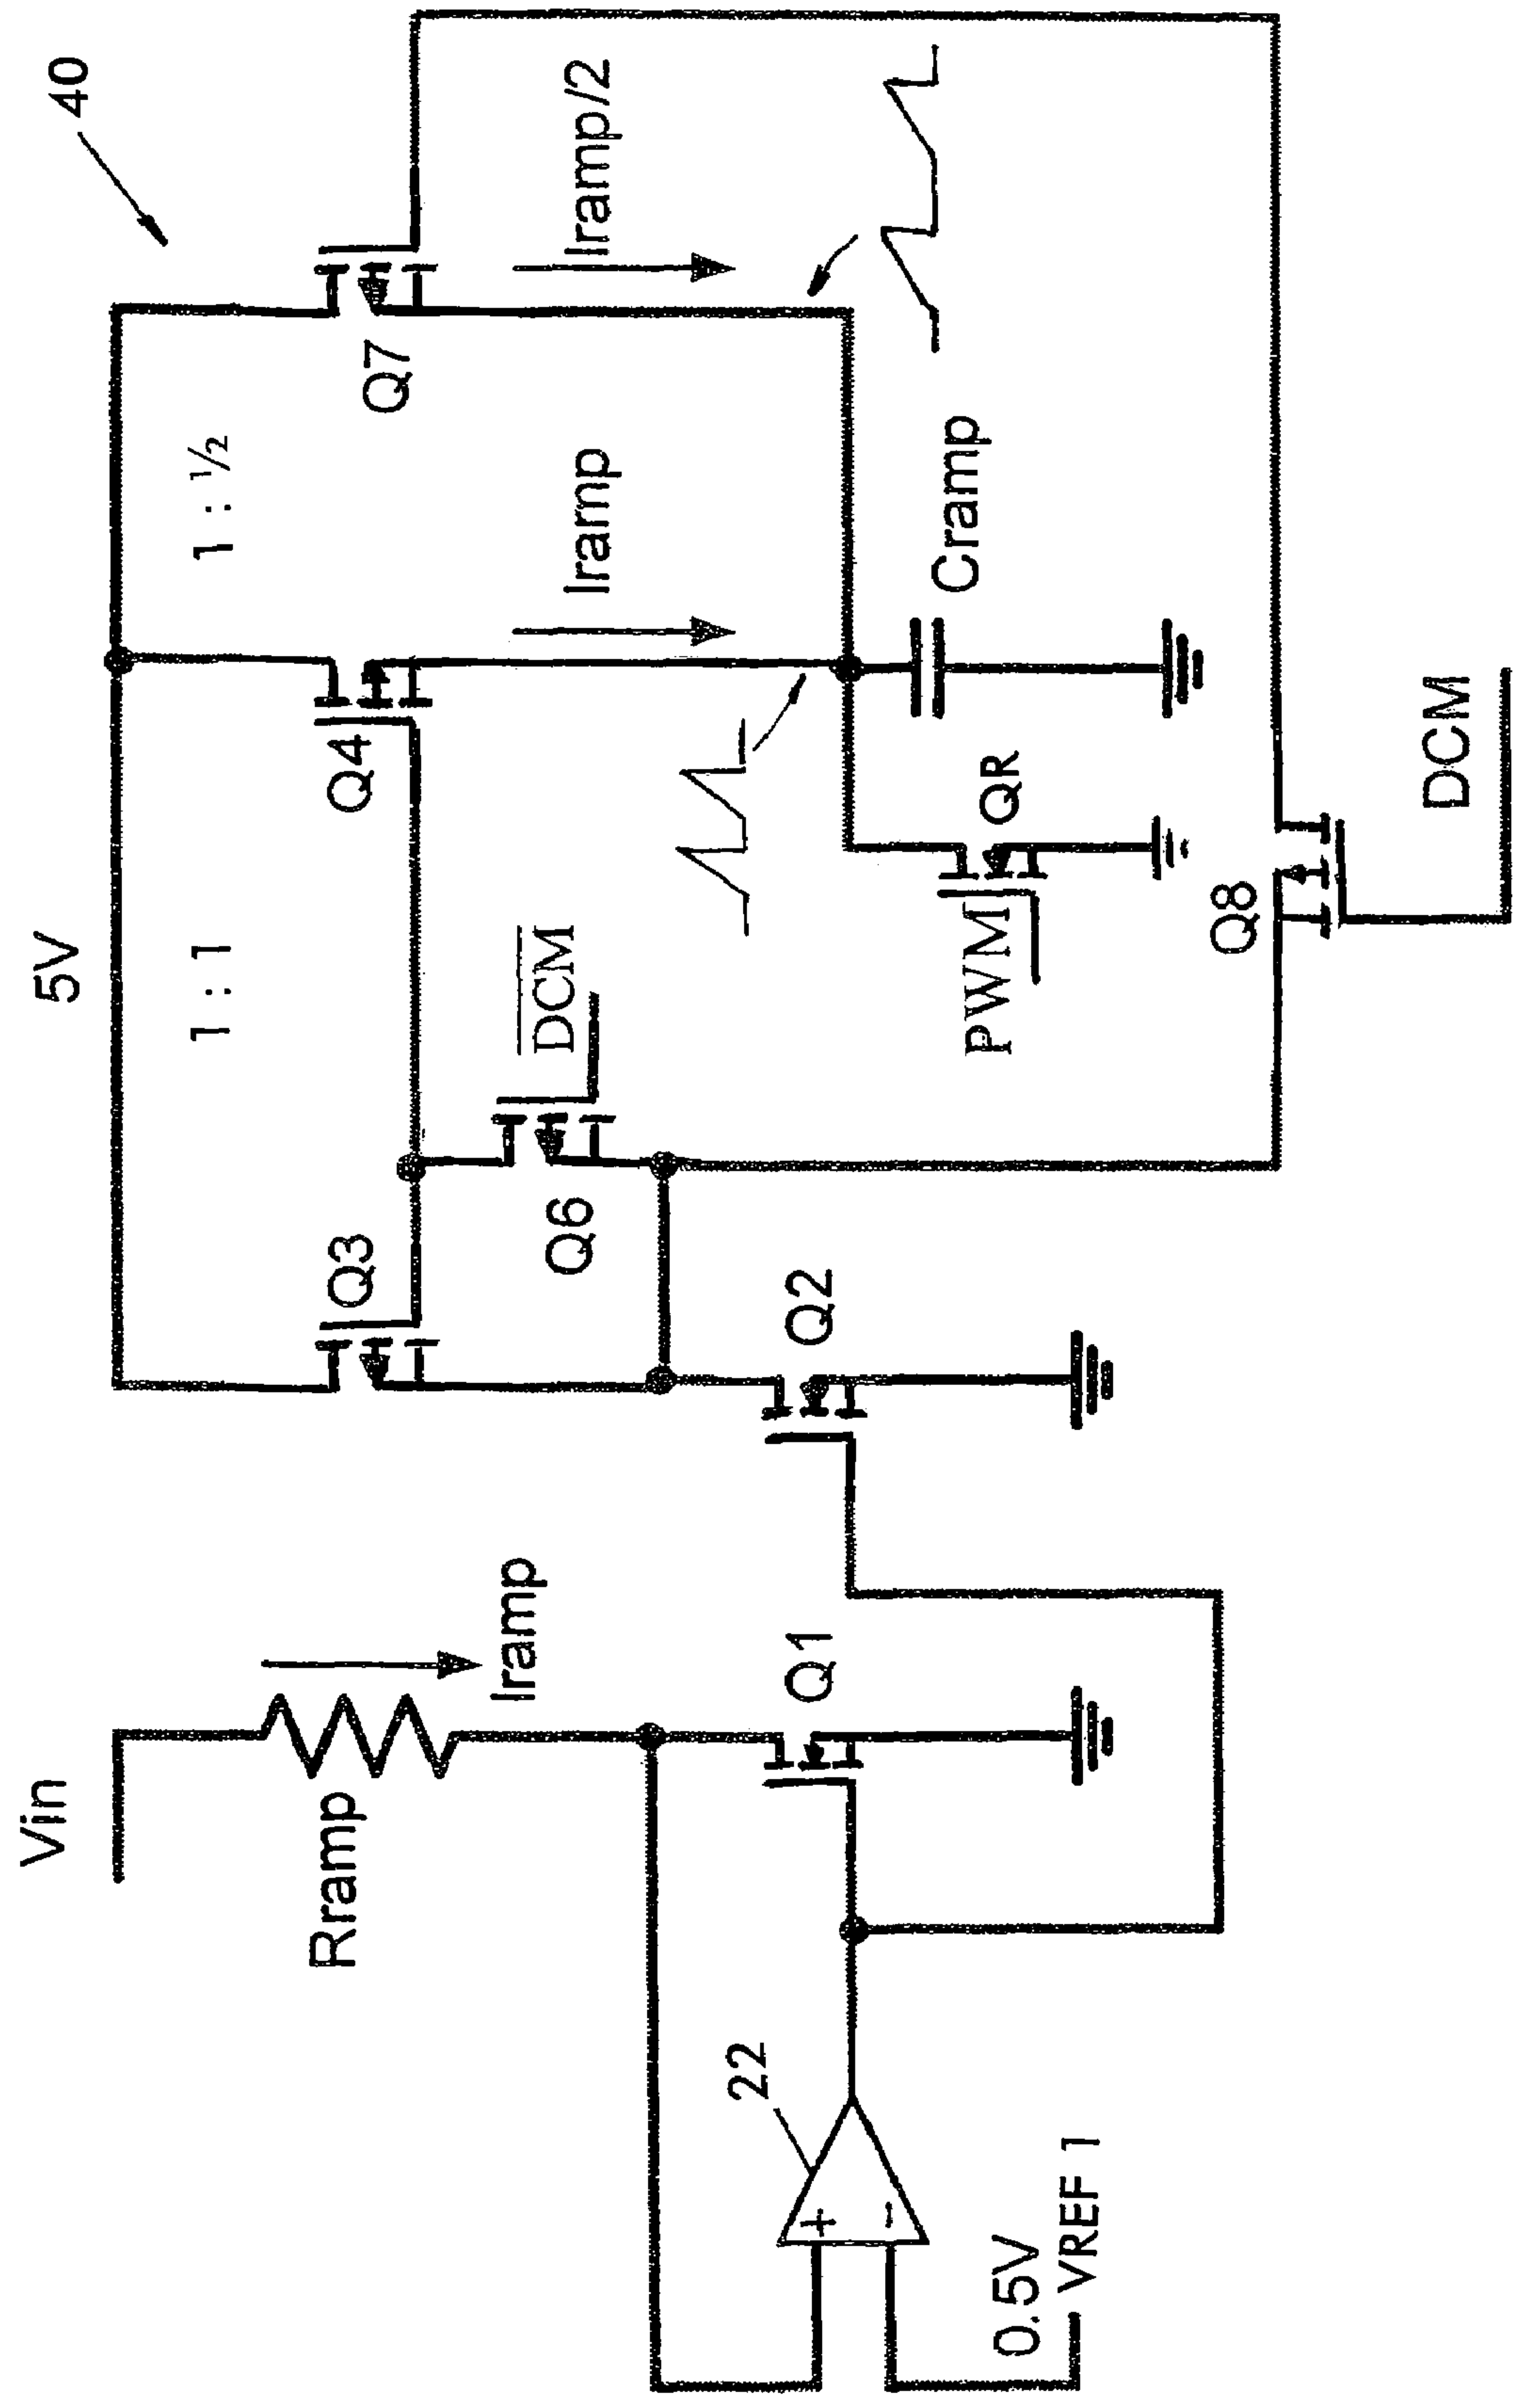 40
Vin
5V
Rramp
Iramp
Q3
1 : 1
Q4
1 : ½
Q7
Iramp
Iramp/2
Q6
DCM
22
Q1
Q2
PWM
QR
Cramp
0.5V
VREF 1
Q8
DCM
+
-